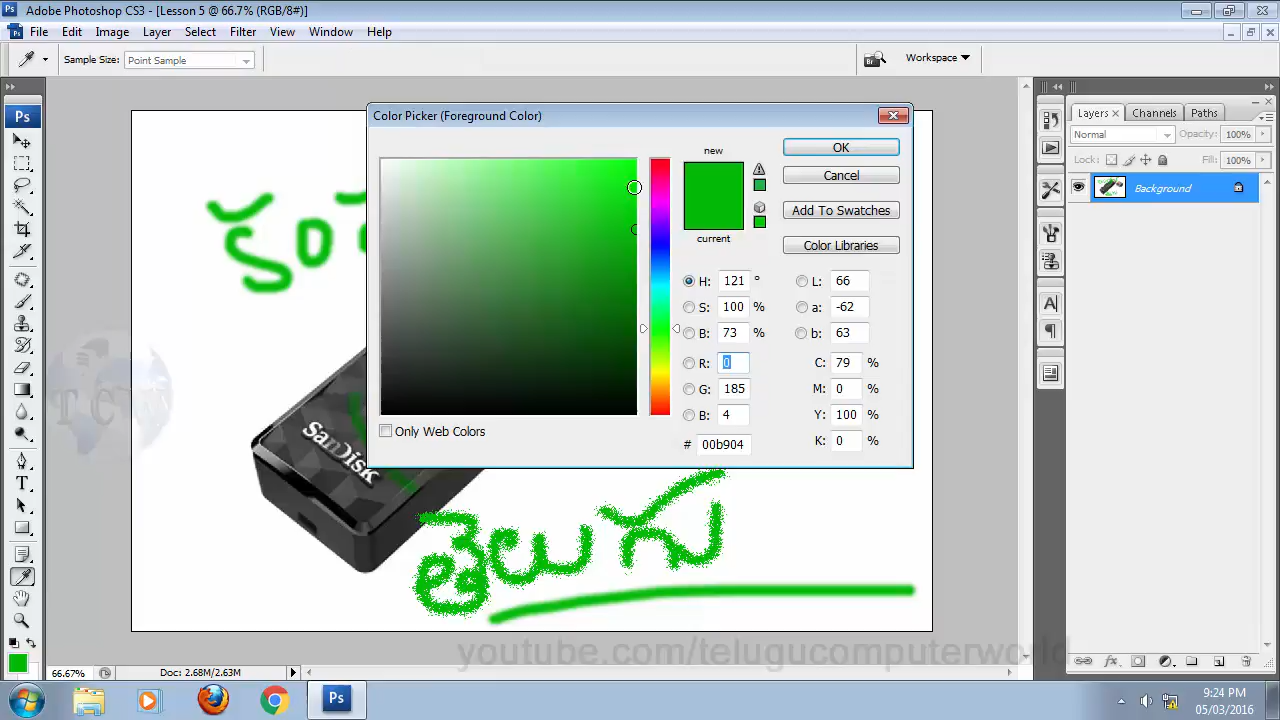 Adobe Photoshop CS3 - [Lesson 5 @ 66.7% (RGB/8#)]
File Edit Image Layer Select Filter View Window Help
Sample Size: Point Sample
Workspace
Color Picker (Foreground Color)
new
current
OK
Cancel
Add To Swatches
Color Libraries
H: 121 °
S: 100 %
B: 73 %
R: 0
G: 185
B: 4
# 00b904
L: 66
a: -62
b: 63
C: 79 %
M: 0 %
Y: 100 %
K: 0 %
Only Web Colors
Layers Channels Paths
Normal Opacity: 100%
Lock: Fill: 100%
Background
SanDisk
తెలుగు
TCW
youtube.com/telugucomputerworld
66.67% Doc: 2.68M/2.63M
9:24 PM
05/03/2016